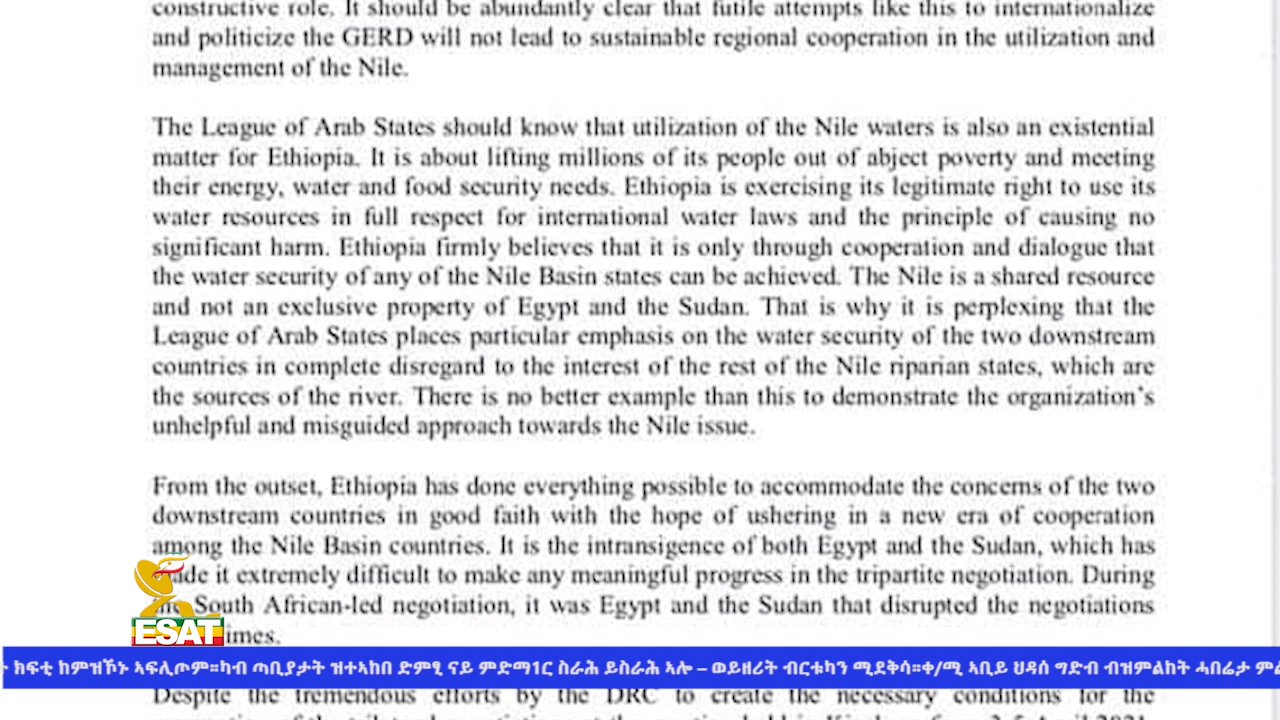 constructive role. It should be abundantly clear that futile attempts like this to internationalize
and politicize the GERD will not lead to sustainable regional cooperation in the utilization and
management of the Nile.
The League of Arab States should know that utilization of the Nile waters is also an existential
matter for Ethiopia. It is about lifting millions of its people out of abject poverty and meeting
their energy, water and food security needs. Ethiopia is exercising its legitimate right to use its
water resources in full respect for international water laws and the principle of causing no
significant harm. Ethiopia firmly believes that it is only through cooperation and dialogue that
the water security of any of the Nile Basin states can be achieved. The Nile is a shared resource
and not an exclusive property of Egypt and the Sudan. That is why it is perplexing that the
League of Arab States places particular emphasis on the water security of the two downstream
countries in complete disregard to the interest of the rest of the Nile riparian states, which are
the sources of the river. There is no better example than this to demonstrate the organization's
unhelpful and misguided approach towards the Nile issue.
From the outset, Ethiopia has done everything possible to accommodate the concerns of the two
downstream countries in good faith with the hope of ushering in a new era of cooperation
among the Nile Basin countries. It is the intransigence of both Egypt and the Sudan, which has
made it extremely difficult to make any meaningful progress in the tripartite negotiation. During
the South African-led negotiation, it was Egypt and the Sudan that disrupted the negotiations
imes.
ESAT
ክፍቲ ከምዝኾኑ ኣፍሊጦም።ካብ ጣቢያታት ዝተኣከበ ድምፂ ናይ ምድማ1ር ስራሕ ይስራሕ ኣሎ – ወይዘሪት ብርቱካን ሚደቅሳ።ቀ/ሚ ኣቢይ ህዳሰ ግድብ ብዝምልከት ሓበሬታ
Despite the tremendous efforts by the DRC to create the necessary conditions for the